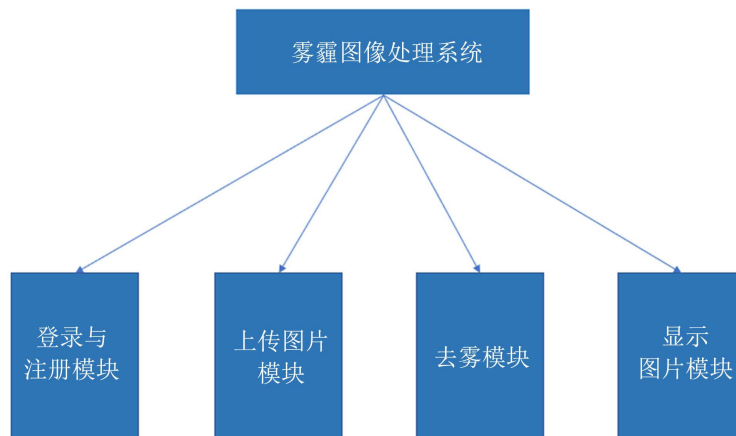 雾霾图像处理系统
登录与
注册模块
上传图片
模块
去雾模块
显示
图片模块